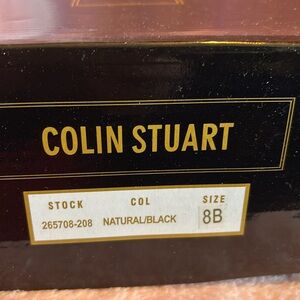 COLIN STUART
STOCK COL SIZE
265708-208 NATURAL/BLACK 8B